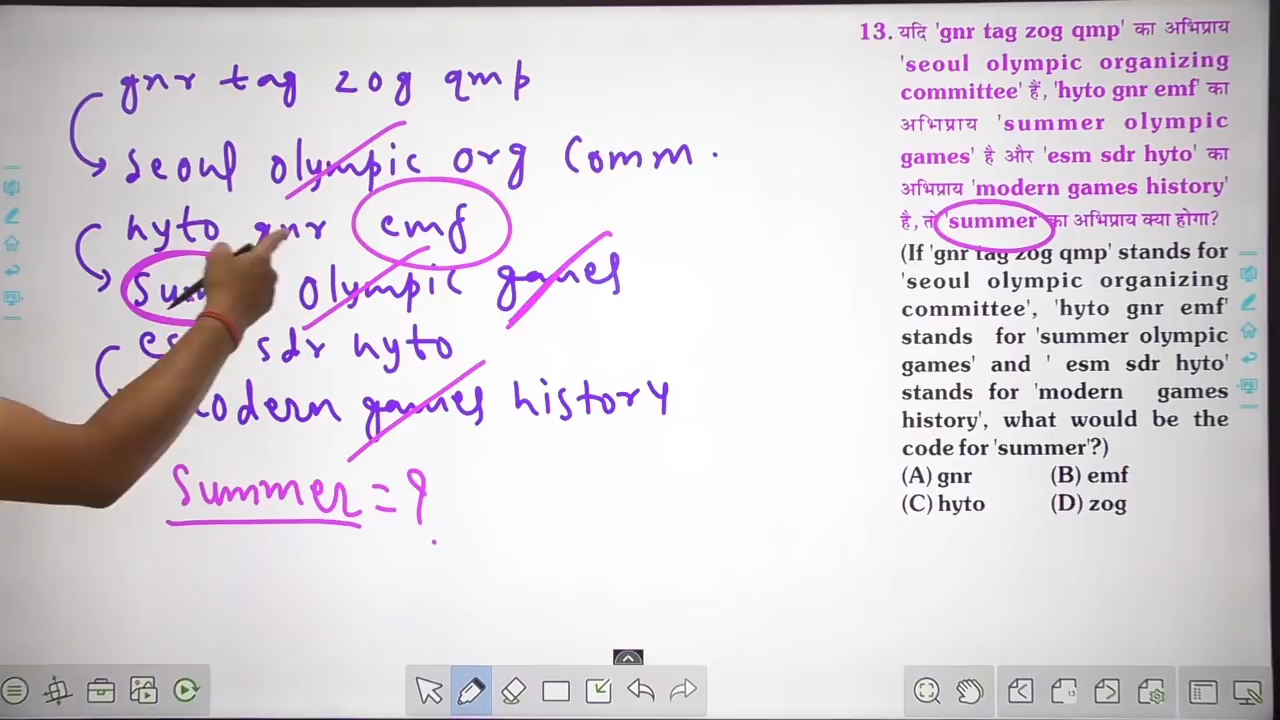 gnr tag zog qmp
seoul olympic org comm.
hyto gnr emf
olympic games
sdr hyto
games history
summer = ?
13. यदि 'gnr tag zog qmp' का अभिप्राय
'seoul olympic organizing
committee' हैं, 'hyto gnr emf' का
अभिप्राय 'summer olympic
games' है और 'esm sdr hyto' का
अभिप्राय 'modern games history'
है, तो 'summer' का अभिप्राय क्या होगा?
(If 'gnr tag zog qmp' stands for
'seoul olympic organizing
committee', 'hyto gnr emf'
stands for 'summer olympic
games' and ' esm sdr hyto'
stands for 'modern games
history', what would be the
code for 'summer'?)
(A) gnr (B) emf
(C) hyto (D) zog